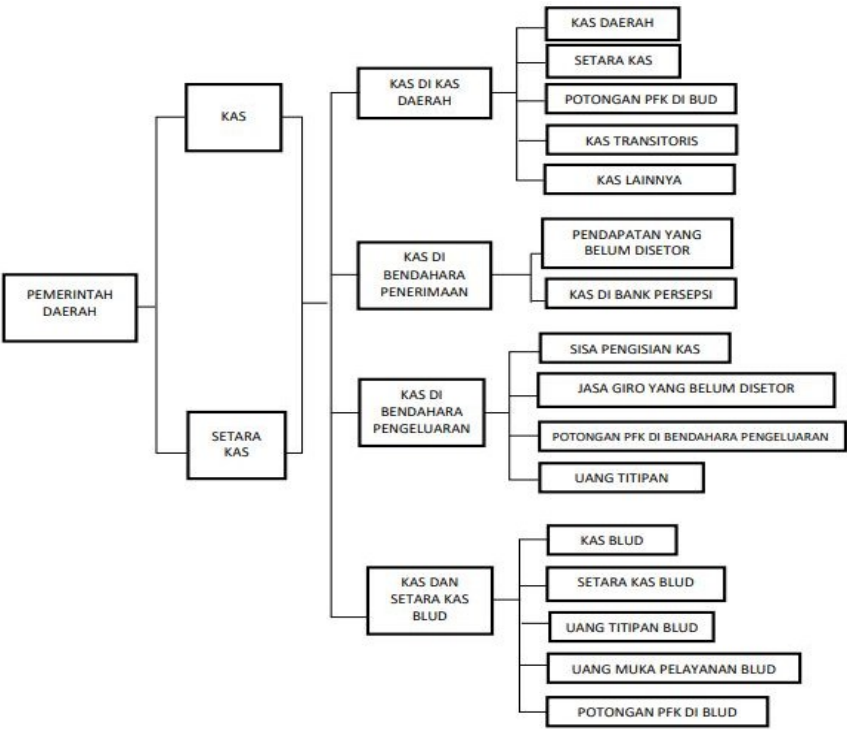 PEMERINTAH
DAERAH
KAS
SETARA
KAS
KAS DI KAS
DAERAH
KAS DAERAH
SETARA KAS
POTONGAN PFK DI BUD
KAS TRANSITORIS
KAS LAINNYA
KAS DI
BENDAHARA
PENERIMAAN
PENDAPATAN YANG
BELUM DISETOR
KAS DI BANK PERSEPSI
KAS DI
BENDAHARA
PENGELUARAN
SISA PENGISIAN KAS
JASA GIRO YANG BELUM DISETOR
POTONGAN PFK DI BENDAHARA PENGELUARAN
UANG TITIPAN
KAS DAN
SETARA KAS
BLUD
KAS BLUD
SETARA KAS BLUD
UANG TITIPAN BLUD
UANG MUKA PELAYANAN BLUD
POTONGAN PFK DI BLUD